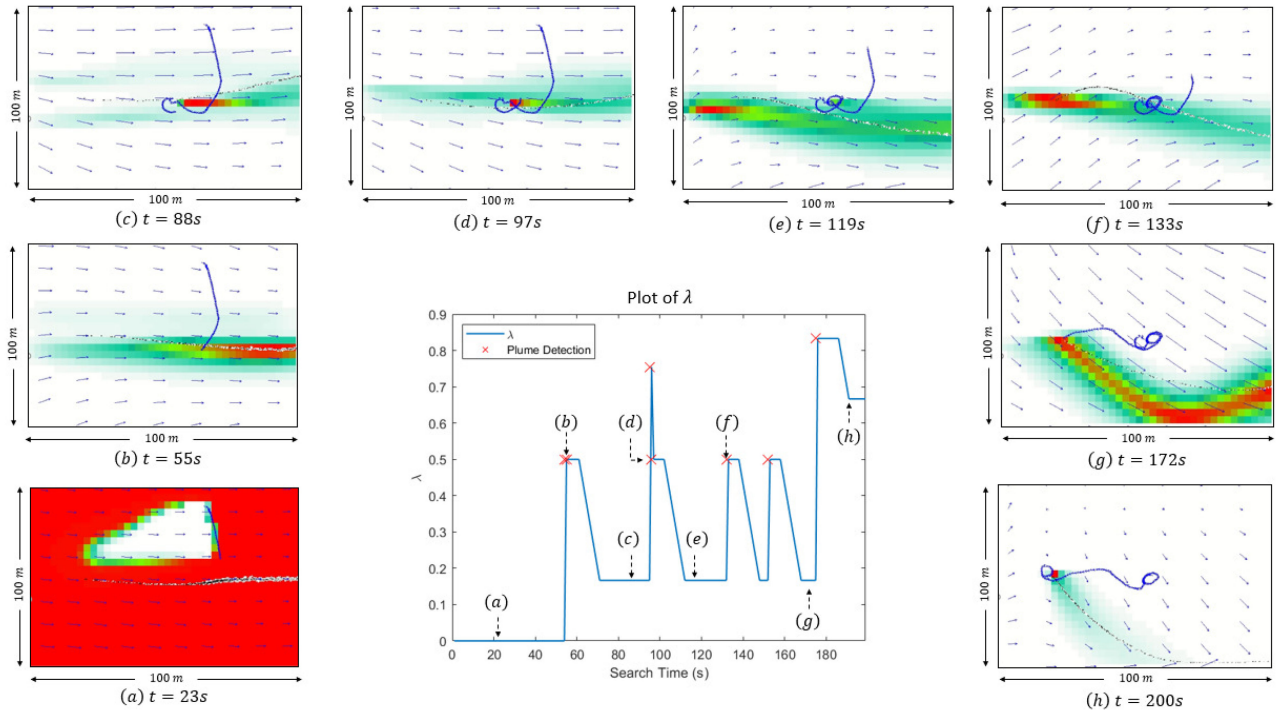 100 m
100 m
(c) t = 88s
100 m
100 m
(d) t = 97s
100 m
100 m
(e) t = 119s
100 m
100 m
(f) t = 133s
100 m
100 m
(b) t = 55s
100 m
100 m
(a) t = 23s
Plot of λ
λ
Plume Detection
0.9
0.8
0.7
0.6
0.5
0.4
0.3
0.2
0.1
0
λ
(a)
(b)
(c)
(d)
(e)
(f)
(g)
(h)
0 20 40 60 80 100 120 140 160 180
Search Time (s)
100 m
100 m
(g) t = 172s
100 m
100 m
(h) t = 200s